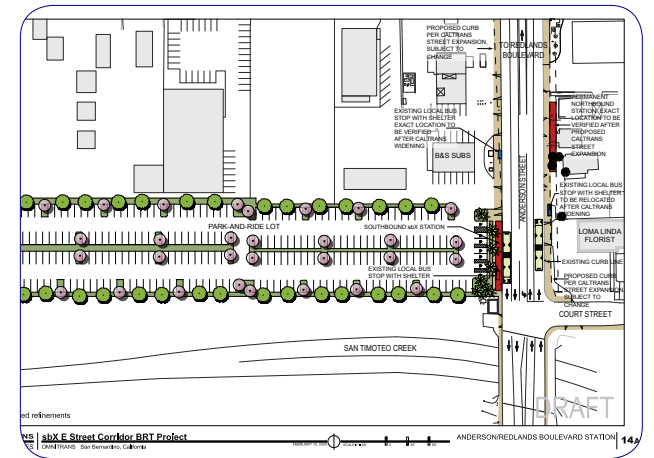 PROPOSED CURB
PER CALTRANS
STREET EXPANSION,
SUBJECT TO
CHANGE
TO REDLANDS
BOULEVARD
EXISTING LOCAL BUS
STOP WITH SHELTER
EXACT LOCATION TO
BE VERIFIED
AFTER CALTRANS
WIDENING
B&S SUBS
PERMANENT
NORTHBOUND
STATION, EXACT
LOCATION TO BE
VERIFIED AFTER
PROPOSED
CALTRANS
STREET
EXPANSION
ANDERSON STREET
EXISTING LOCAL BUS
STOP WITH SHELTER
TO BE RELOCATED
AFTER CALTRANS
WIDENING
LOMA LINDA
FLORIST
PARK-AND-RIDE LOT
SOUTHBOUND sbX STATION
EXISTING LOCAL BUS
STOP WITH SHELTER
EXISTING CURB LINE
PROPOSED CURB
PER CALTRANS
STREET EXPANSION
SUBJECT TO
CHANGE
COURT STREET
SAN TIMOTEO CREEK
DRAFT
ed refinements
NS
sbX E Street Corridor BRT Project
OMNITRANS San Bernardino, California
ANDERSON/REDLANDS BOULEVARD STATION
14A